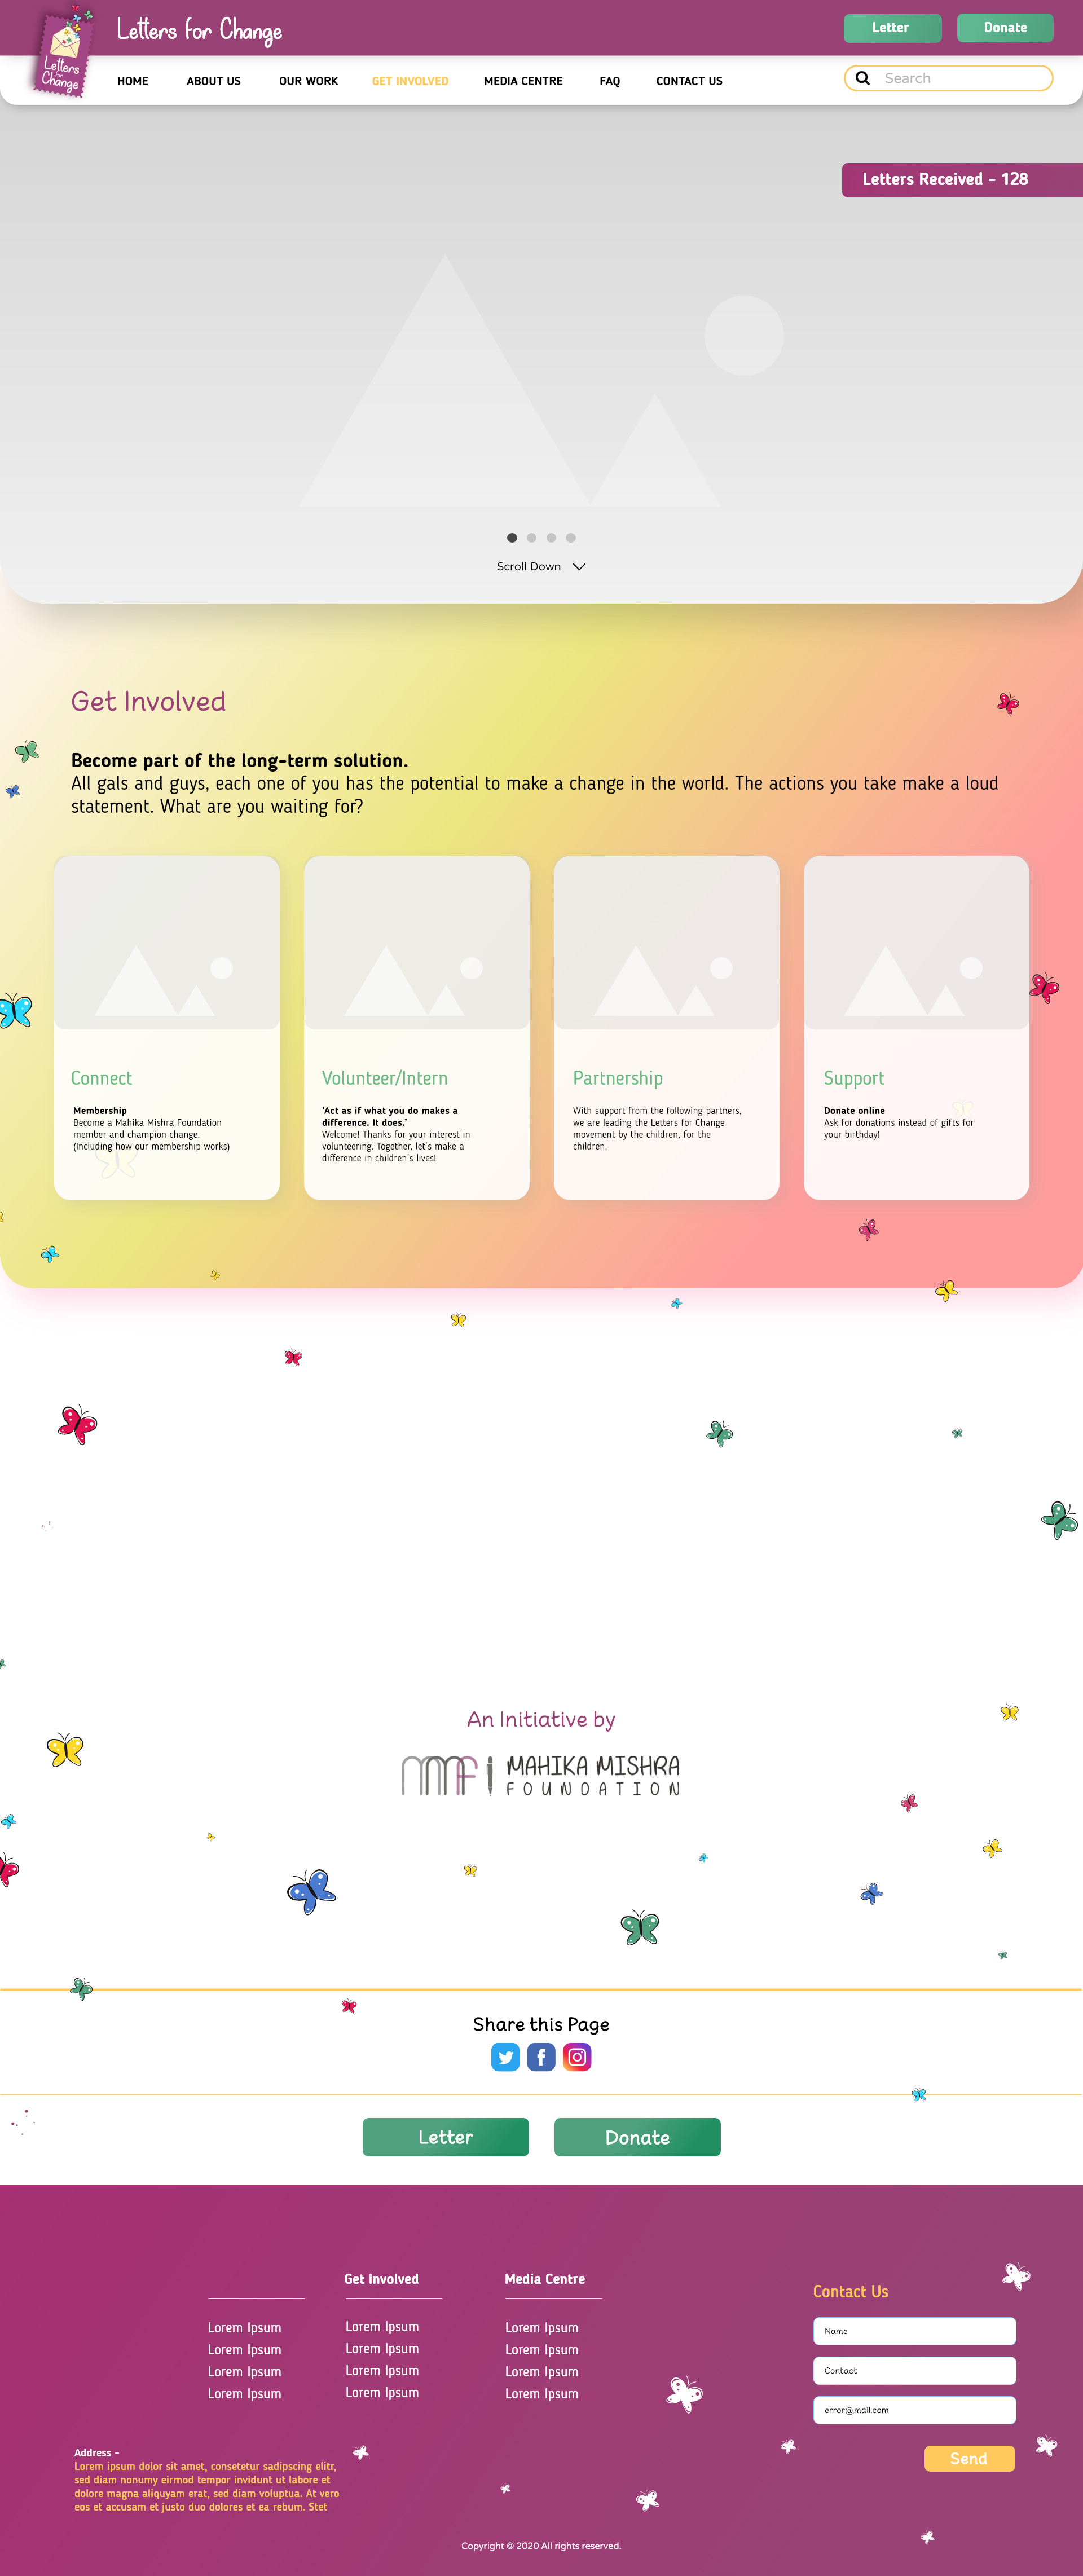 Letters for Change
Letter
Donate
Letters
for
Change
HOME
ABOUT US
OUR WORK
GET INVOLVED
MEDIA CENTRE
FAQ
CONTACT US
Search
Letters Received - 128
Scroll Down
Get Involved
Become part of the long-term solution.
All gals and guys, each one of you has the potential to make a change in the world. The actions you take make a loud
statement. What are you waiting for?
Connect
Membership
Become a Mahika Mishra Foundation
member and champion change.
(Including how our membership works)
Volunteer/Intern
'Act as if what you do makes a
difference. It does.'
Welcome! Thanks for your interest in
volunteering. Together, let's make a
difference in children's lives!
Partnership
With support from the following partners,
we are leading the Letters for Change
movement by the children, for the
children.
Support
Donate online
Ask for donations instead of gifts for
your birthday!
An Initiative by
mmf
MAHIKA MISHRA
FOUNDATION
Share this Page
Letter
Donate
Lorem Ipsum
Lorem Ipsum
Lorem Ipsum
Lorem Ipsum
Get Involved
Lorem Ipsum
Lorem Ipsum
Lorem Ipsum
Lorem Ipsum
Media Centre
Lorem Ipsum
Lorem Ipsum
Lorem Ipsum
Lorem Ipsum
Contact Us
Name
Contact
error@mail.com
Send
Address -
Lorem ipsum dolor sit amet, consetetur sadipscing elitr,
sed diam nonumy eirmod tempor invidunt ut labore et
dolore magna aliquyam erat, sed diam voluptua. At vero
eos et accusam et justo duo dolores et ea rebum. Stet
Copyright © 2020 All rights reserved.